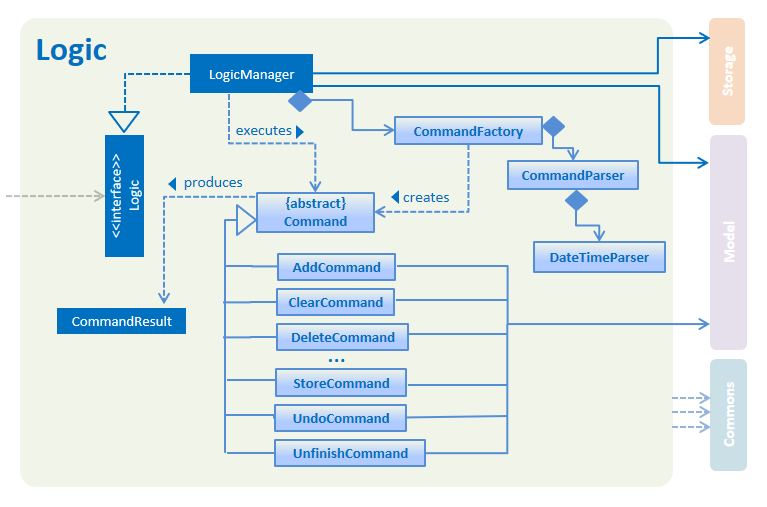 Logic
LogicManager
Storage
executes
CommandFactory
<<interface>>
Logic
CommandParser
produces
{abstract}
Command
creates
Model
DateTimeParser
AddCommand
ClearCommand
CommandResult
DeleteCommand
...
StoreCommand
UndoCommand
Commons
UnfinishCommand